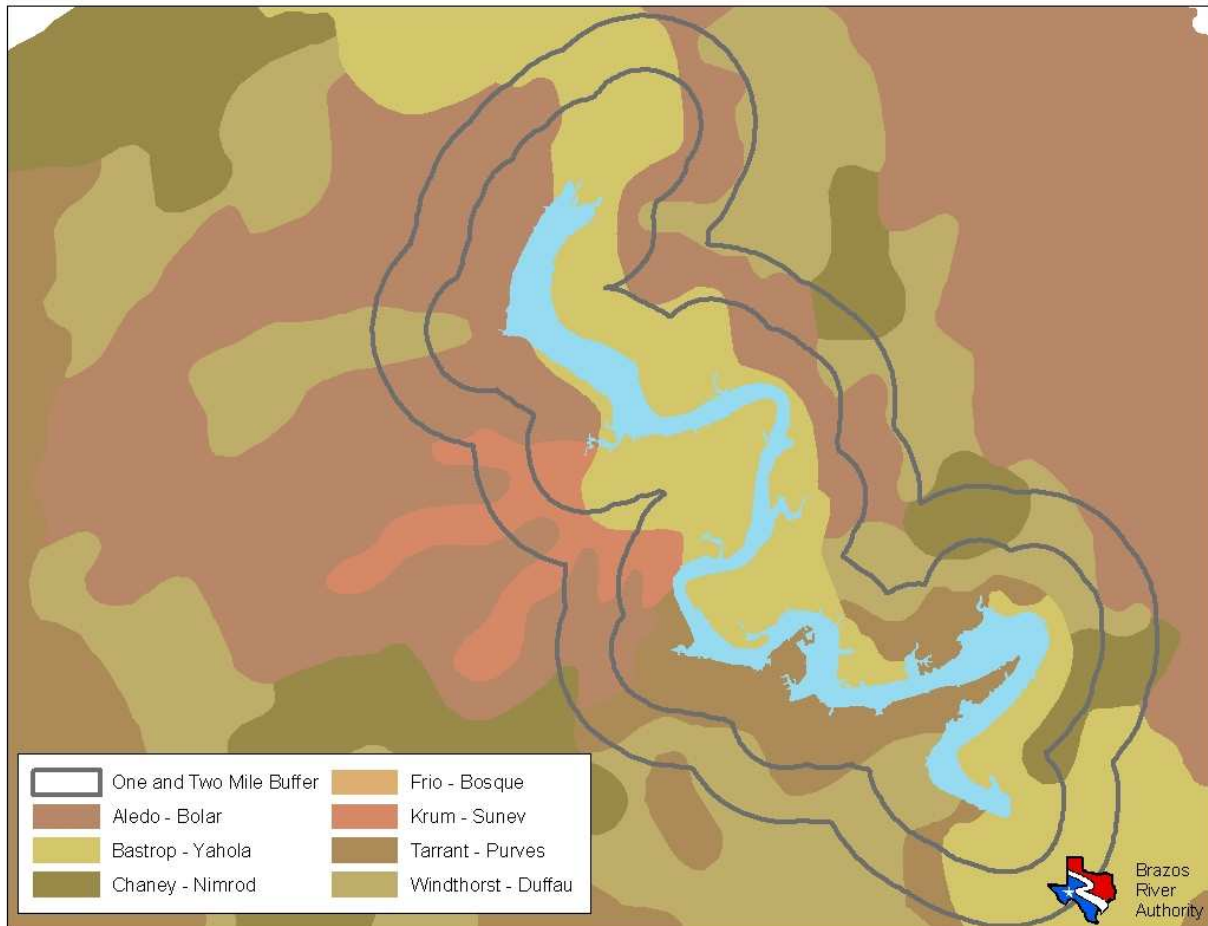 One and Two Mile Buffer
Aledo - Bolar
Bastrop - Yahola
Chaney - Nimrod
Frio - Bosque
Krum - Sunev
Tarrant - Purves
Windthorst - Duffau
Brazos
River
Authority